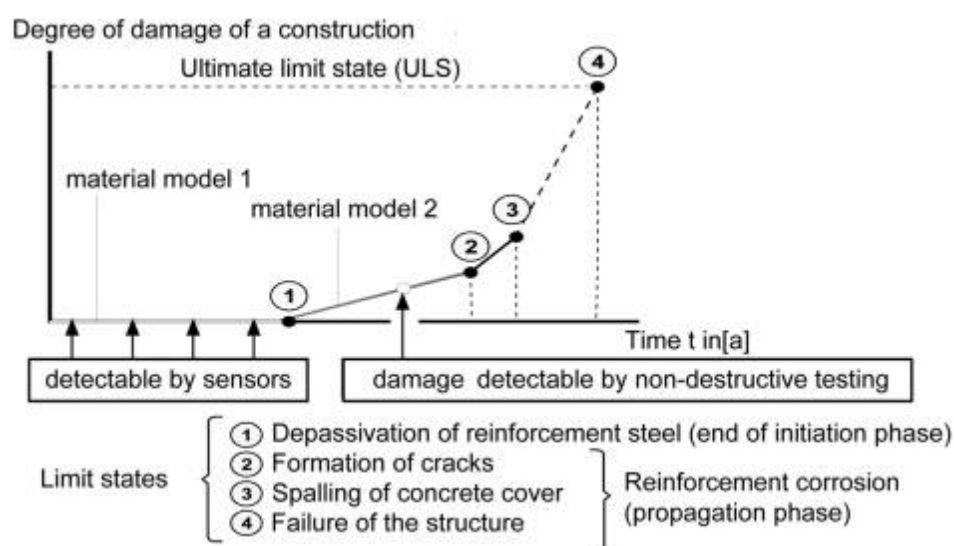 Degree of damage of a construction
Ultimate limit state (ULS)
4
material model 1
material model 2
3
2
1
Time t in[a]
detectable by sensors
damage detectable by non-destructive testing
Limit states
1 Depassivation of reinforcement steel (end of initiation phase)
2 Formation of cracks
3 Spalling of concrete cover
4 Failure of the structure
Reinforcement corrosion
(propagation phase)